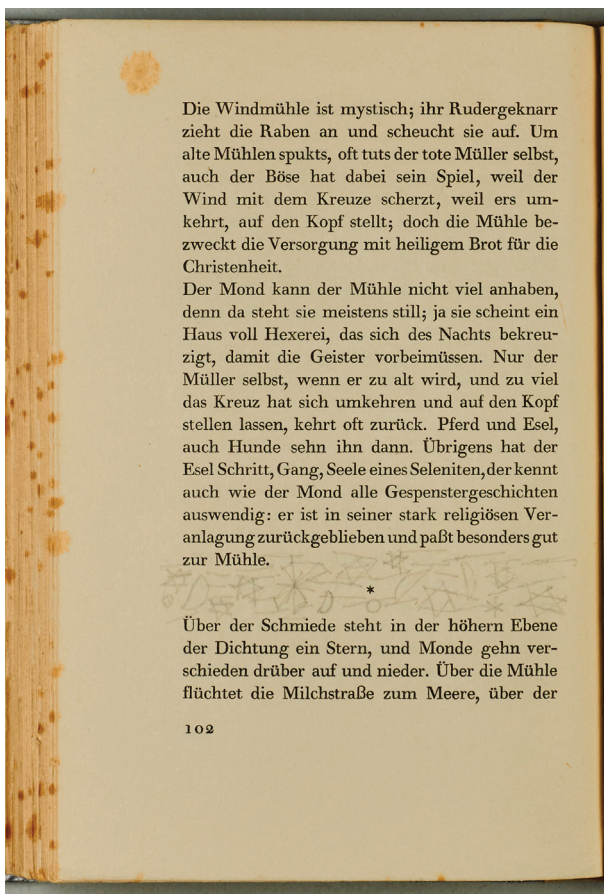 Die Windmühle ist mystisch; ihr Rudergeknarr
zieht die Raben an und scheucht sie auf. Um
alte Mühlen spukts, oft tuts der tote Müller selbst,
auch der Böse hat dabei sein Spiel, weil der
Wind mit dem Kreuze scherzt, weil ers um-
kehrt, auf den Kopf stellt; doch die Mühle be-
zweckt die Versorgung mit heiligem Brot für die
Christenheit.
Der Mond kann der Mühle nicht viel anhaben,
denn da steht sie meistens still; ja sie scheint ein
Haus voll Hexerei, das sich des Nachts bekreu-
zigt, damit die Geister vorbeimüssen. Nur der
Müller selbst, wenn er zu alt wird, und zu viel
das Kreuz hat sich umkehren und auf den Kopf
stellen lassen, kehrt oft zurück. Pferd und Esel,
auch Hunde sehn ihn dann. Übrigens hat der
Esel Schritt, Gang, Seele eines Seleniten, der kennt
auch wie der Mond alle Gespenstergeschichten
auswendig: er ist in seiner stark religiösen Ver-
anlagung zurückgeblieben und paßt besonders gut
zur Mühle.
*
Über der Schmiede steht in der höhern Ebene
der Dichtung ein Stern, und Monde gehn ver-
schieden drüber auf und nieder. Über die Mühle
flüchtet die Milchstraße zum Meere, über der
102